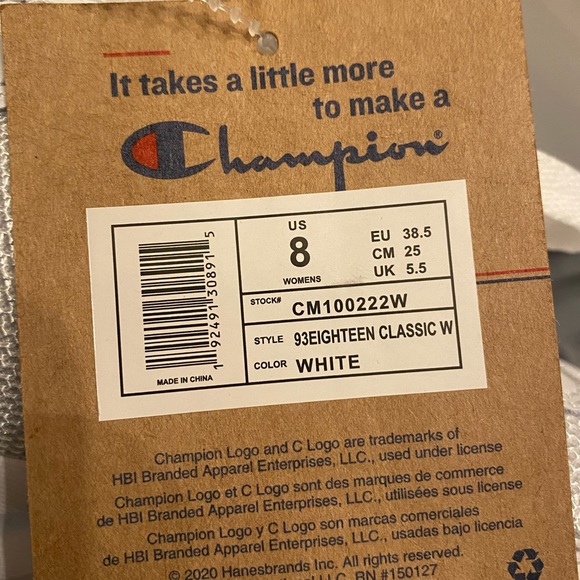 It takes a little more
to make a
Champion®
US
8
WOMENS
EU 38.5
CM 25
UK 5.5
1 92491 30891 5
MADE IN CHINA
STOCK# CM100222W
STYLE 93EIGHTEEN CLASSIC W
COLOR WHITE
Champion Logo and C Logo are trademarks of
HBI Branded Apparel Enterprises, LLC., used under license
Champion Logo et C Logo sont des marques de commerce
de HBI Branded Apparel Enterprises, LLC., utilisées sous license
Champion Logo y C Logo son marcas comerciales
de HBI Branded Apparel Enterprises, LLC., usadas bajo licencia
© 2020 Hanesbrands Inc. All rights reserved.
LLC RN #150127